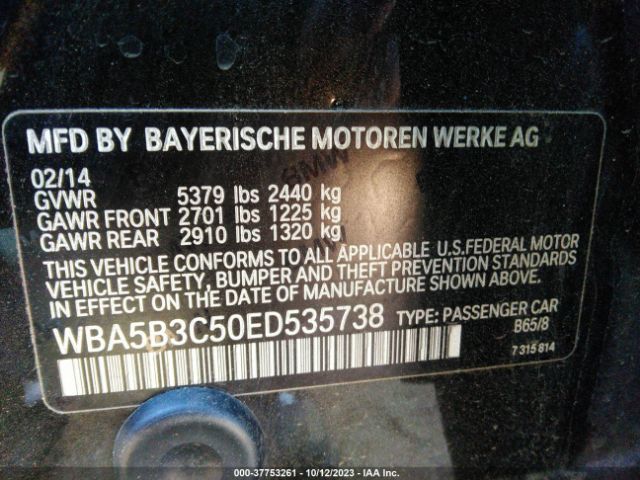 MFD BY BAYERISCHE MOTOREN WERKE AG
02/14
GVWR 5379 lbs 2440 kg
GAWR FRONT 2701 lbs 1225 kg
GAWR REAR 2910 lbs 1320 kg
THIS VEHICLE CONFORMS TO ALL APPLICABLE U.S.FEDERAL MOTOR
VEHICLE SAFETY, BUMPER AND THEFT PREVENTION STANDARDS
IN EFFECT ON THE DATE OF MANUFACTURE SHOWN ABOVE.
WBA5B3C50ED535738 TYPE: PASSENGER CAR
B65/8
7 315 814
BMW
BMW
000-37753261 - 10/12/2023 - IAA Inc.